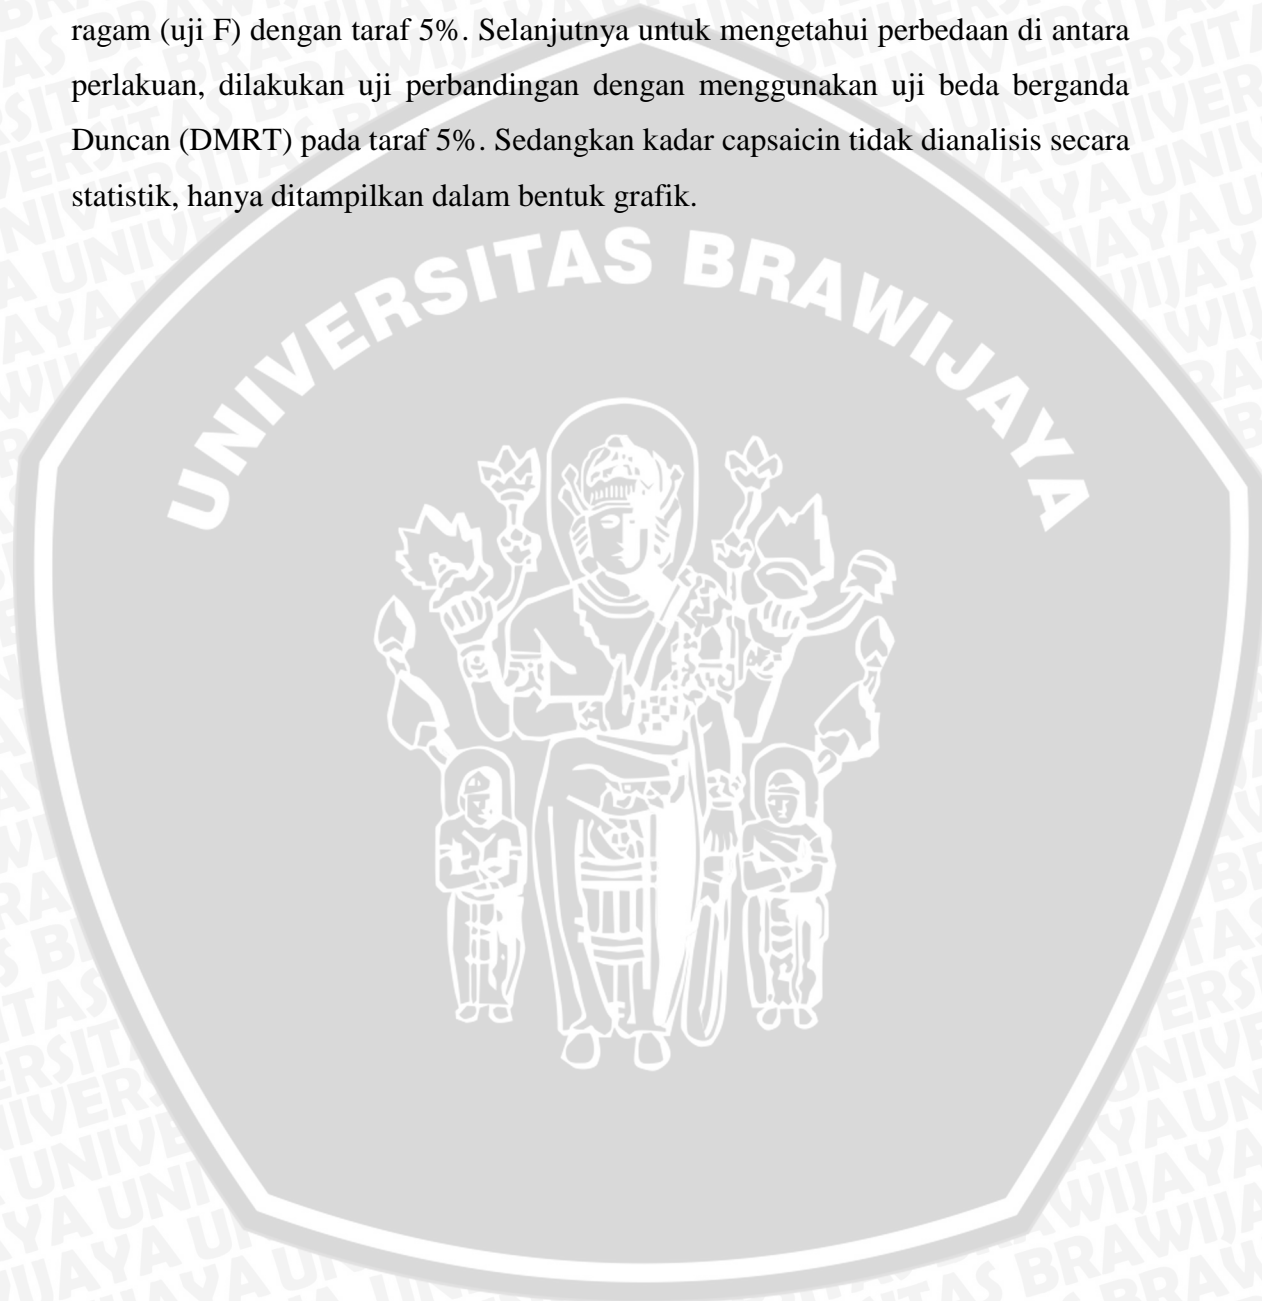 ragam (uji F) dengan taraf 5%. Selanjutnya untuk mengetahui perbedaan di antara
perlakuan, dilakukan uji perbandingan dengan menggunakan uji beda berganda
Duncan (DMRT) pada taraf 5%. Sedangkan kadar capsaicin tidak dianalisis secara
statistik, hanya ditampilkan dalam bentuk grafik.
UNIVERSITAS BRAWIJAYA